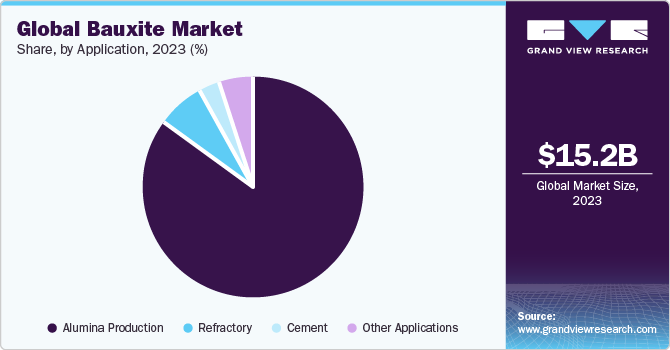 Global Bauxite Market
Share, by Application, 2023 (%)
Alumina Production
Refractory
Cement
Other Applications
GRAND VIEW RESEARCH
$15.2B
Global Market Size,
2023
Source:
www.grandviewresearch.com